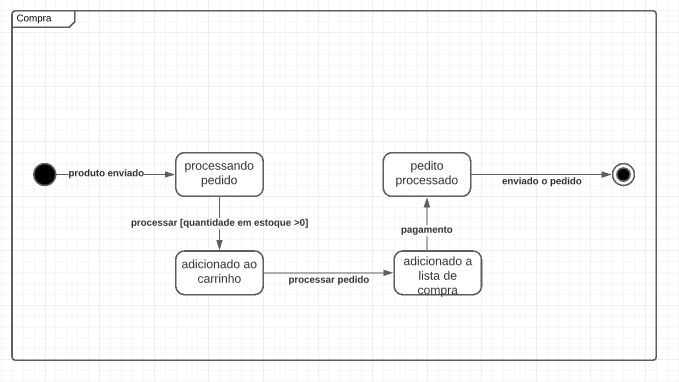 Compra
produto enviado
processando
pedido
pedito
processado
enviado o pedido
processar [quantidade em estoque >0]
pagamento
adicionado ao
carrinho
processar pedido
adicionado a
lista de
compra